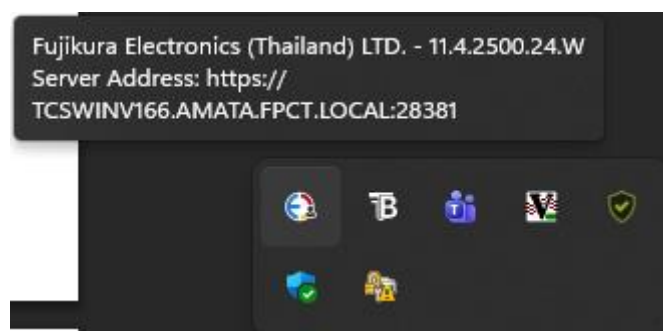 Fujikura Electronics (Thailand) LTD. - 11.4.2500.24.W
Server Address: https://
TCSWINV166.AMATA.FPCT.LOCAL:28381